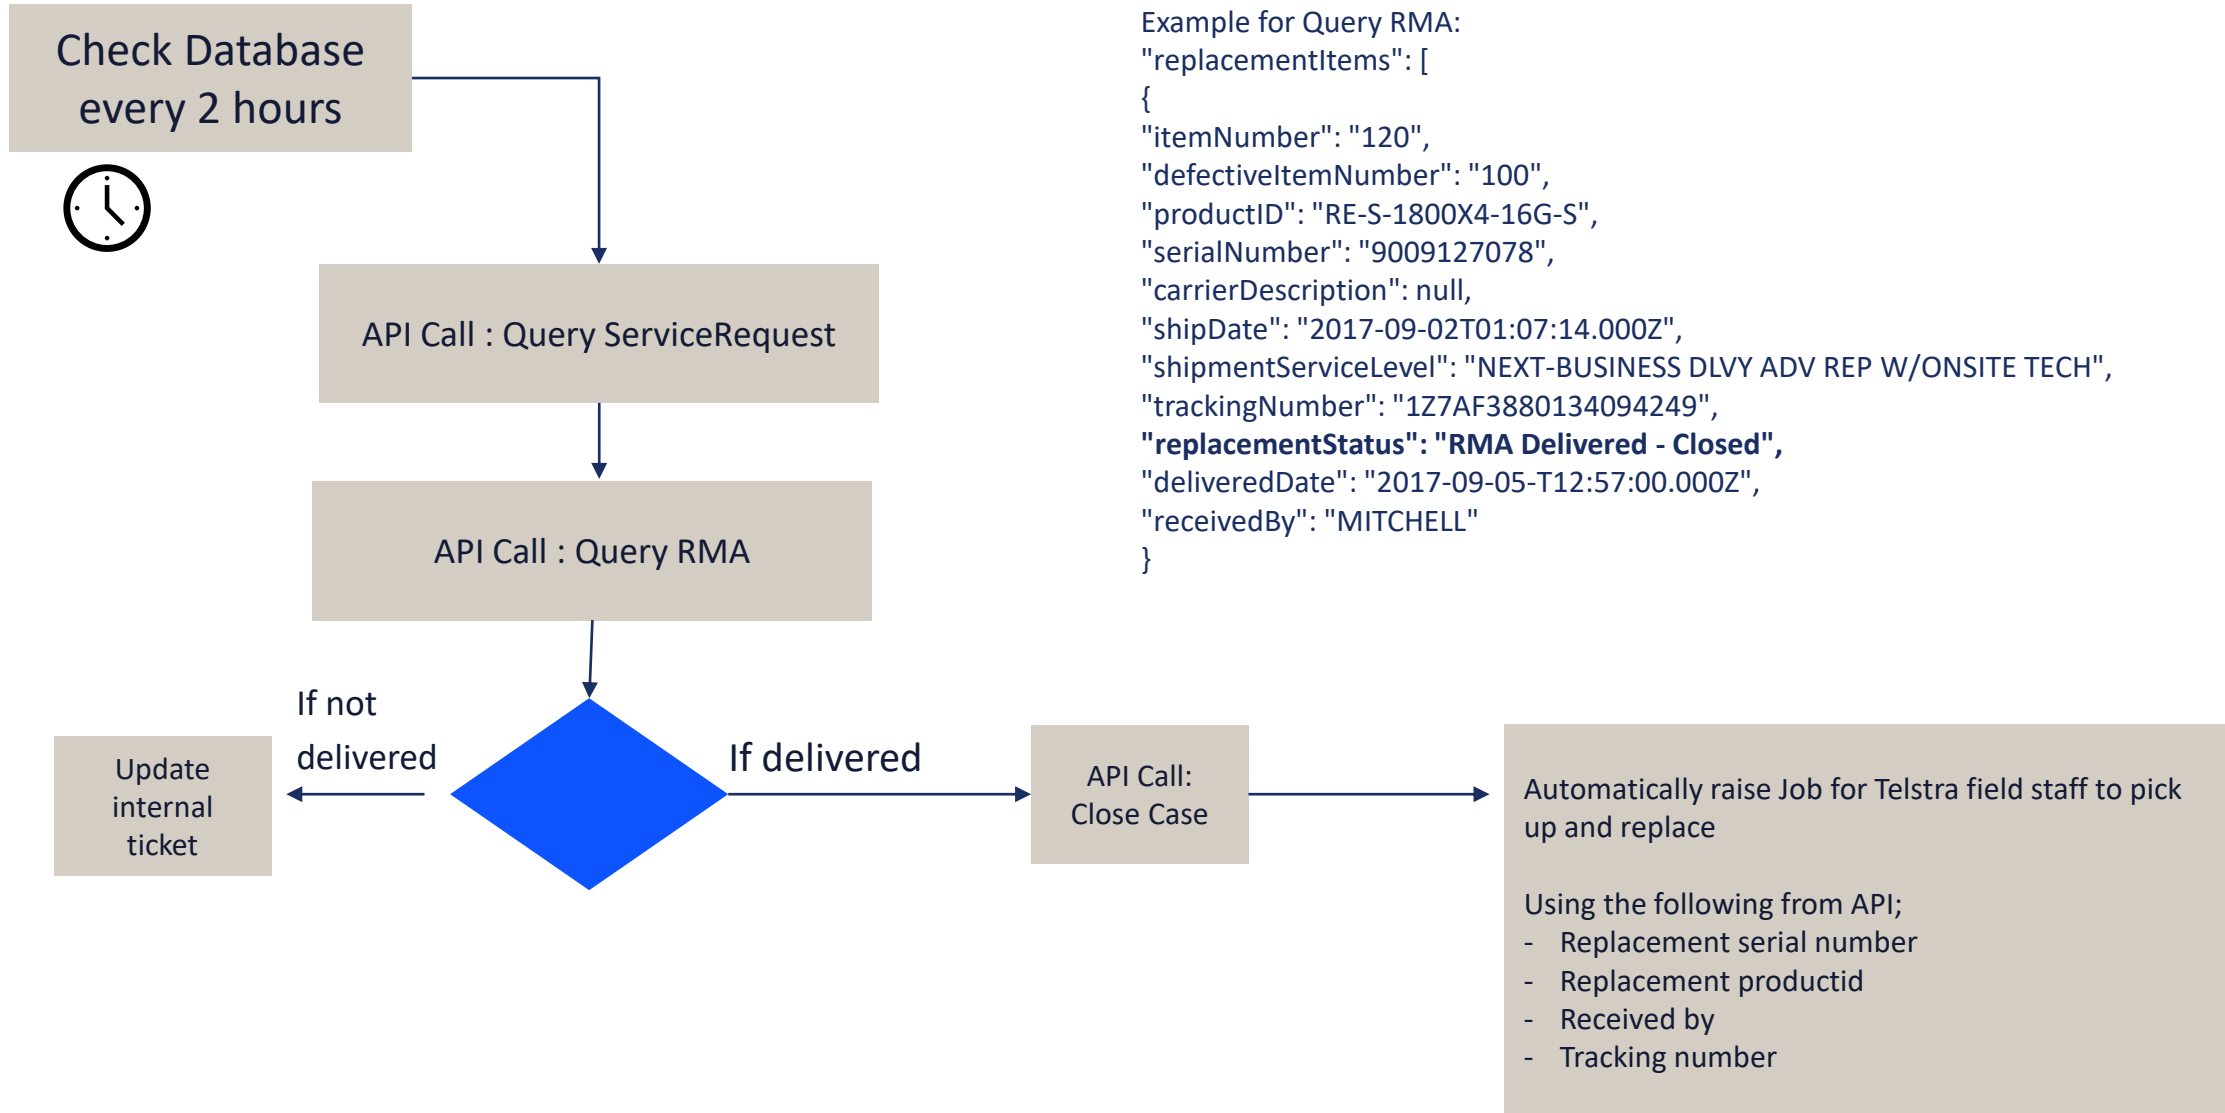 Check Database
every 2 hours
API Call : Query ServiceRequest
API Call : Query RMA
If not
delivered
If delivered
Update
internal
ticket
API Call:
Close Case
Automatically raise Job for Telstra field staff to pick
up and replace
Using the following from API;
- Replacement serial number
- Replacement productid
- Received by
- Tracking number
Example for Query RMA:
"replacementItems": [
{
"itemNumber": "120",
"defectiveItemNumber": "100",
"productID": "RE-S-1800X4-16G-S",
"serialNumber": "9009127078",
"carrierDescription": null,
"shipDate": "2017-09-02T01:07:14.000Z",
"shipmentServiceLevel": "NEXT-BUSINESS DLVY ADV REP W/ONSITE TECH",
"trackingNumber": "1Z7AF3880134094249",
"replacementStatus": "RMA Delivered - Closed",
"deliveredDate": "2017-09-05-T12:57:00.000Z",
"receivedBy": "MITCHELL"
}